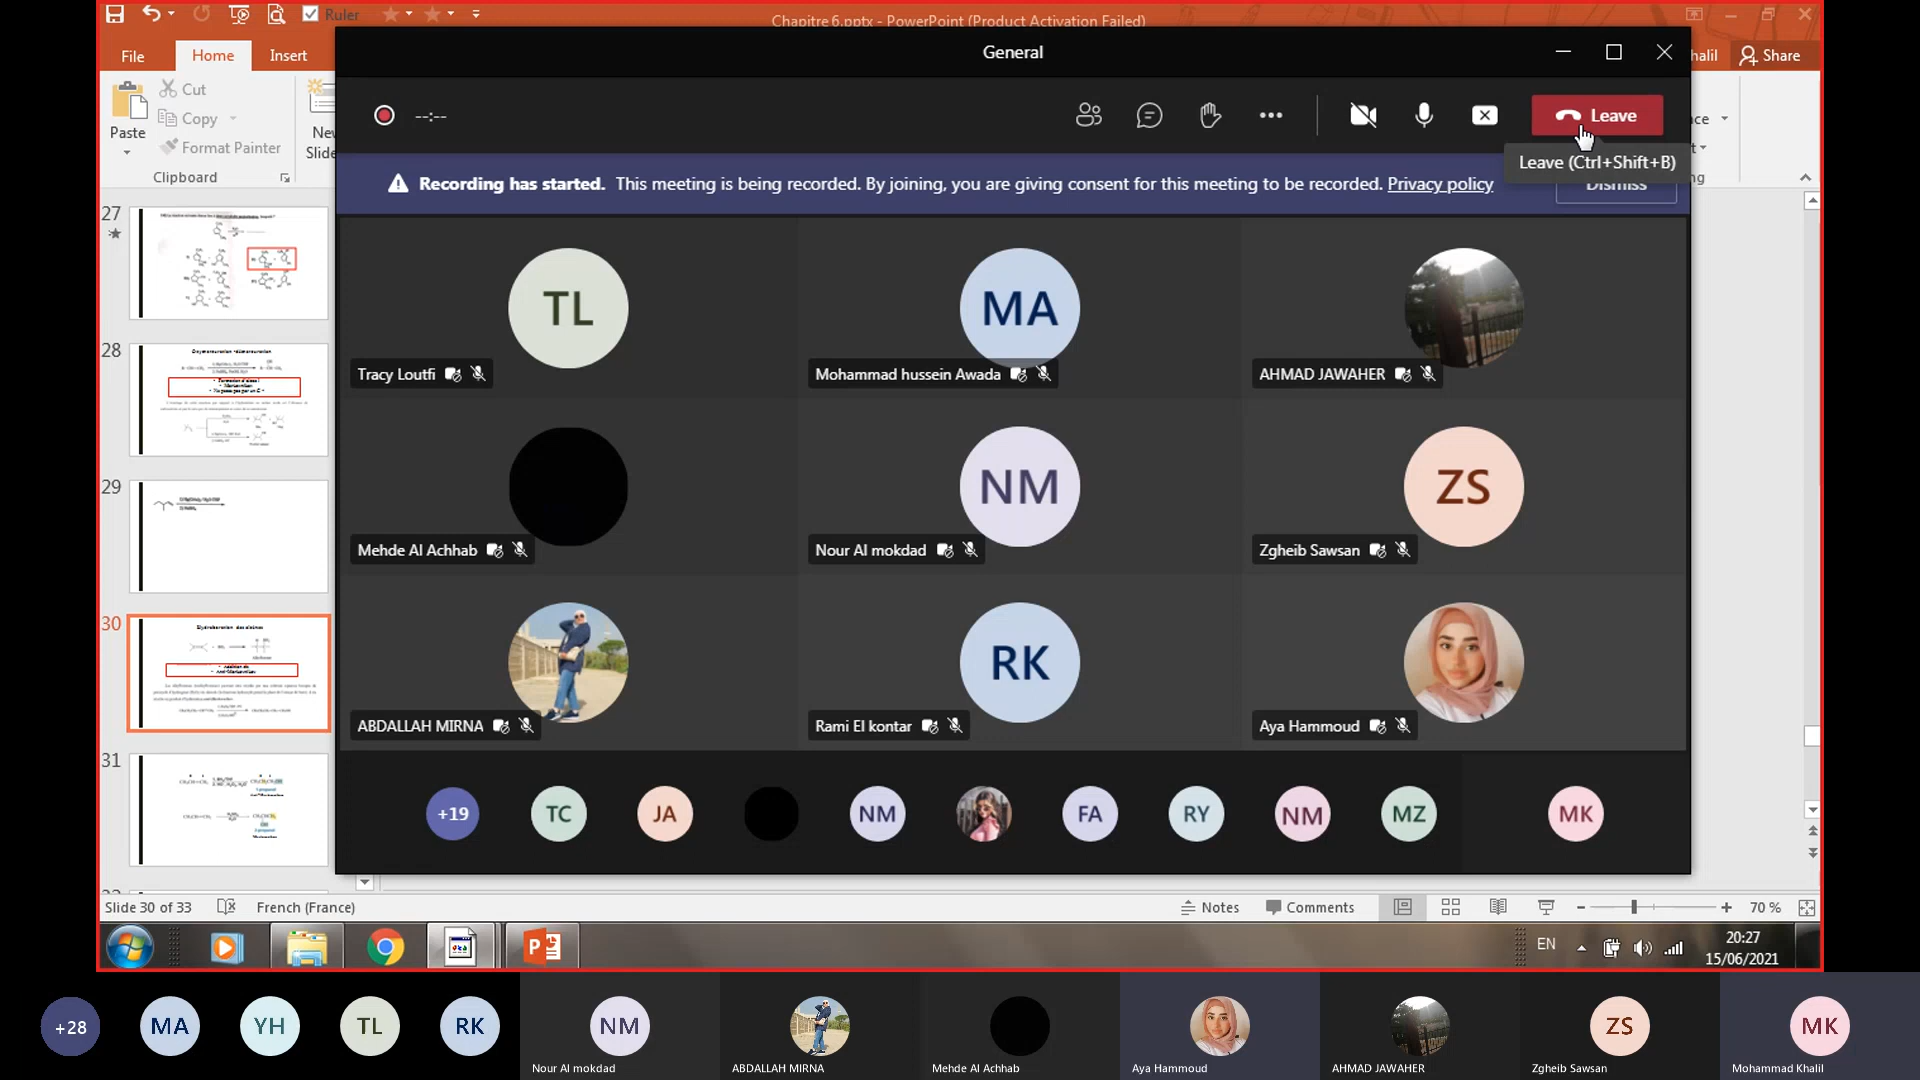 Ruler
Chapitre 6.pptx - PowerPoint (Product Activation Failed)
File
Home
Insert
General
halil
Share
Cut
Copy
Format Painter
Paste
New
Slide
Clipboard
--:--
Leave
Leave (Ctrl+Shift+B)
Recording has started. This meeting is being recorded. By joining, you are giving consent for this meeting to be recorded. Privacy policy
Dismiss
27
28
29
30
31
TL
MA
Tracy Loutfi
Mohammad hussein Awada
AHMAD JAWAHER
NM
ZS
Mehde Al Achhab
Nour Al mokdad
Zgheib Sawsan
RK
ABDALLAH MIRNA
Rami El kontar
Aya Hammoud
+19
TC
JA
NM
FA
RY
NM
MZ
MK
Slide 30 of 33
French (France)
Notes
Comments
70 %
EN
20:27
15/06/2021
+28
MA
YH
TL
RK
NM
ZS
MK
Nour Al mokdad
ABDALLAH MIRNA
Mehde Al Achhab
Aya Hammoud
AHMAD JAWAHER
Zgheib Sawsan
Mohammad Khalil